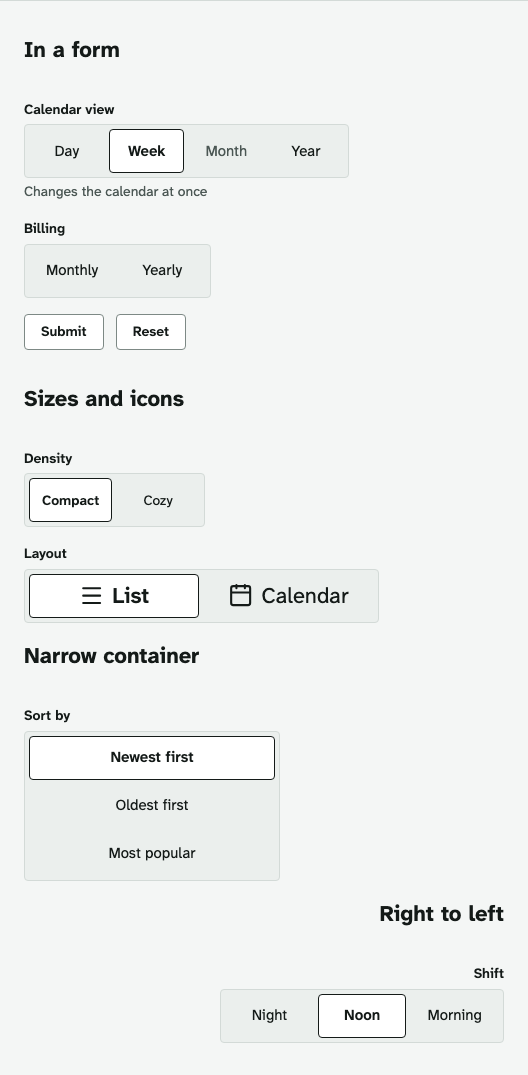 In a form
Calendar view
Day Week Month Year
Changes the calendar at once
Billing
Monthly Yearly
Submit Reset
Sizes and icons
Density
Compact Cozy
Layout
List Calendar
Narrow container
Sort by
Newest first
Oldest first
Most popular
Right to left
Shift
Night Noon Morning